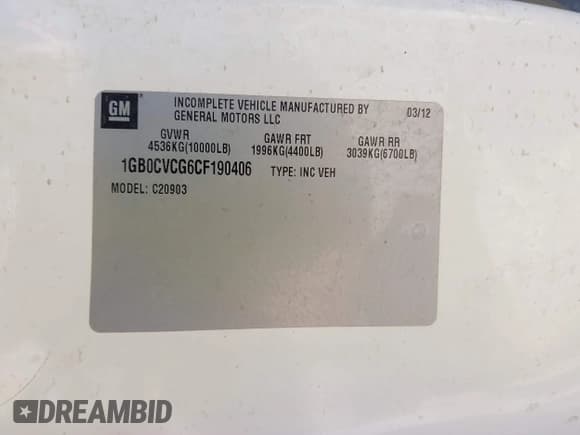 GM
INCOMPLETE VEHICLE MANUFACTURED BY
GENERAL MOTORS LLC
03/12
GVWR GAWR FRT GAWR RR
4536KG(10000LB) 1996KG(4400LB) 3039KG(6700LB)
1GB0CVCG6CF190406 TYPE: INC VEH
MODEL: C20903
DREAMBID